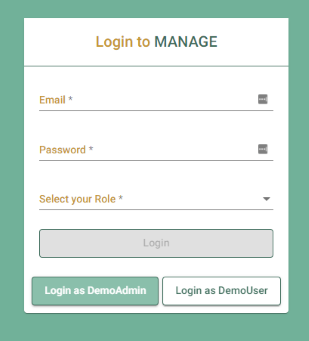 Login to MANAGE
Email *
Password *
Select your Role *
Login
Login as DemoAdmin
Login as DemoUser